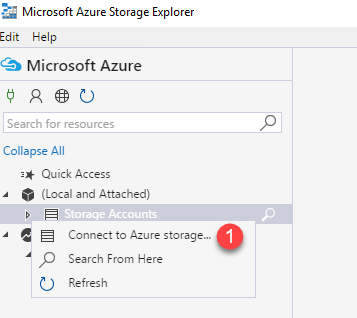 Microsoft Azure Storage Explorer
Edit Help
Microsoft Azure
Search for resources
Collapse All
Quick Access
(Local and Attached)
Storage Accounts
Connect to Azure storage... 1
Search From Here
Refresh